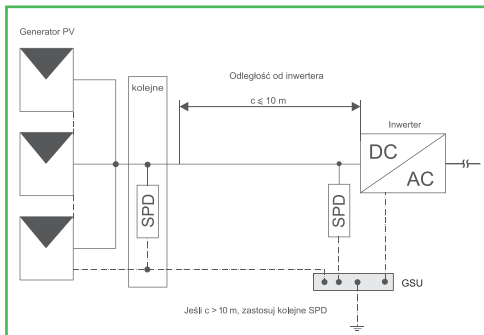 Generator PV
kolejne
Odległość od inwertera
c ⩽ 10 m
Inwerter
DC
AC
SPD
SPD
GSU
Jeśli c > 10 m, zastosuj kolejne SPD